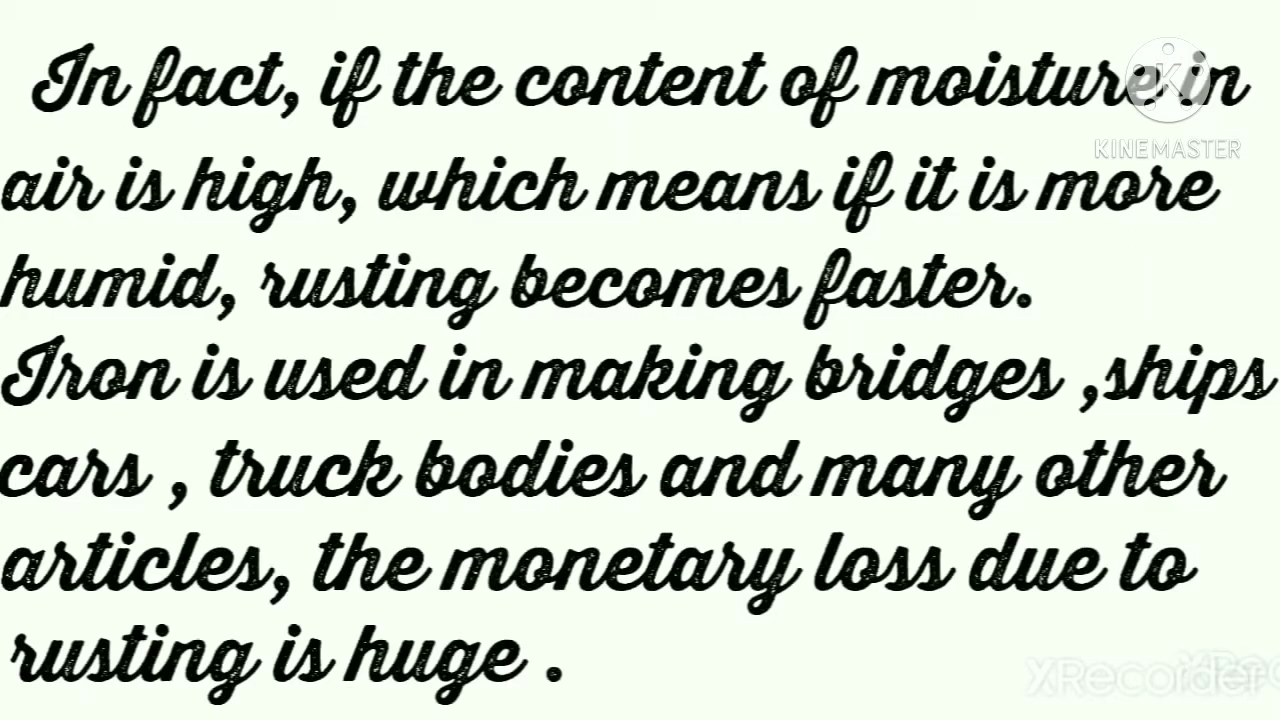 In fact, if the content of moisture in
KINEMASTER
air is high, which means if it is more
humid, rusting becomes faster.
Iron is used in making bridges ,ships
cars , truck bodies and many other
articles, the monetary loss due to
rusting is huge .
XRecorder